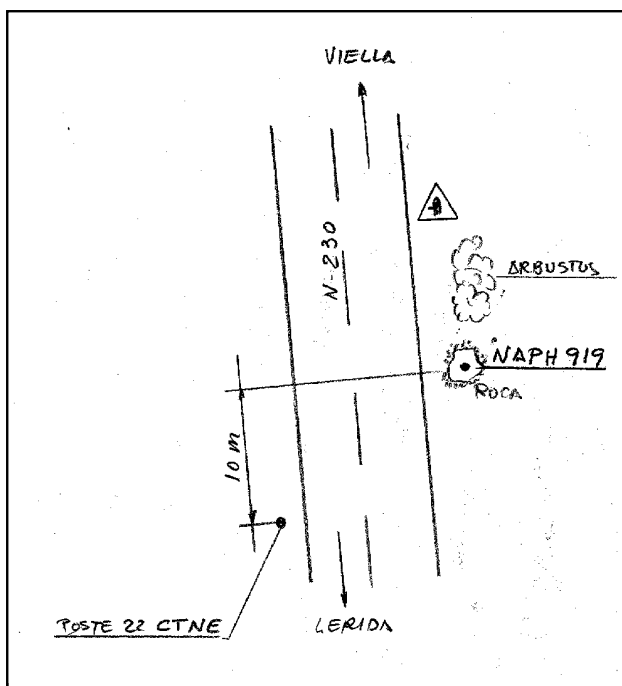 VIELLA
N-230
ARBUSTOS
NAPH 919
ROCA
10 m
POSTE 22 CTNE
LERIDA